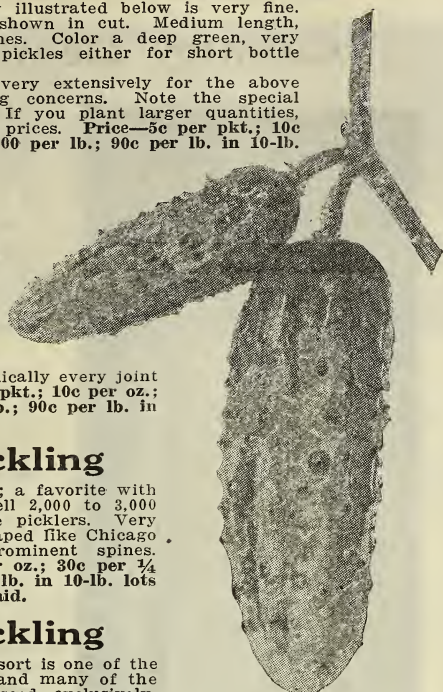 illustrated below is very fine.
shown in cut. Medium length,
Color a deep green, very
pickles either for short bottle
very extensively for the above
concerns. Note the special
If you plant larger quantities,
prices. Price—5c per pkt.; 10c
00 per lb.; 90c per lb. in 10-lb.
ically every joint
pkt.; 10c per oz.;
90c per lb. in
ckling
; a favorite with
ell 2,000 to 3,000
picklers. Very
aped like Chicago
rominent spines.
oz.; 30c per ¼
lb. in 10-lb. lots
aid.
ckling
sort is one of the
and many of the